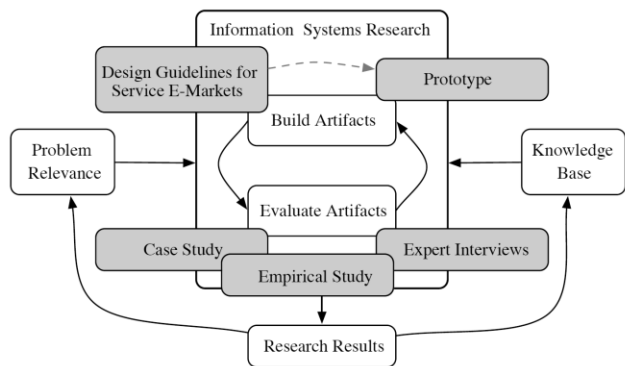 Information Systems Research
Design Guidelines for
Service E-Markets
Prototype
Build Artifacts
Problem
Relevance
Knowledge
Base
Evaluate Artifacts
Case Study
Expert Interviews
Empirical Study
Research Results